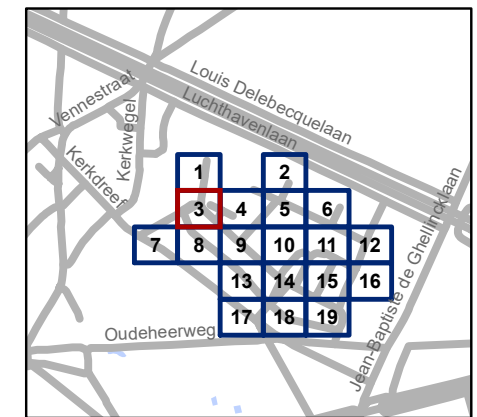 Louis Delebecquelaan
Luchthavenlaan
Vennestraat
Kerkwegel
Kerkdreef
1 2
3 4 5 6
7 8 9 10 11 12
13 14 15 16
17 18 19
Oudeheerweg
Jean-Baptiste de Ghellincklaan